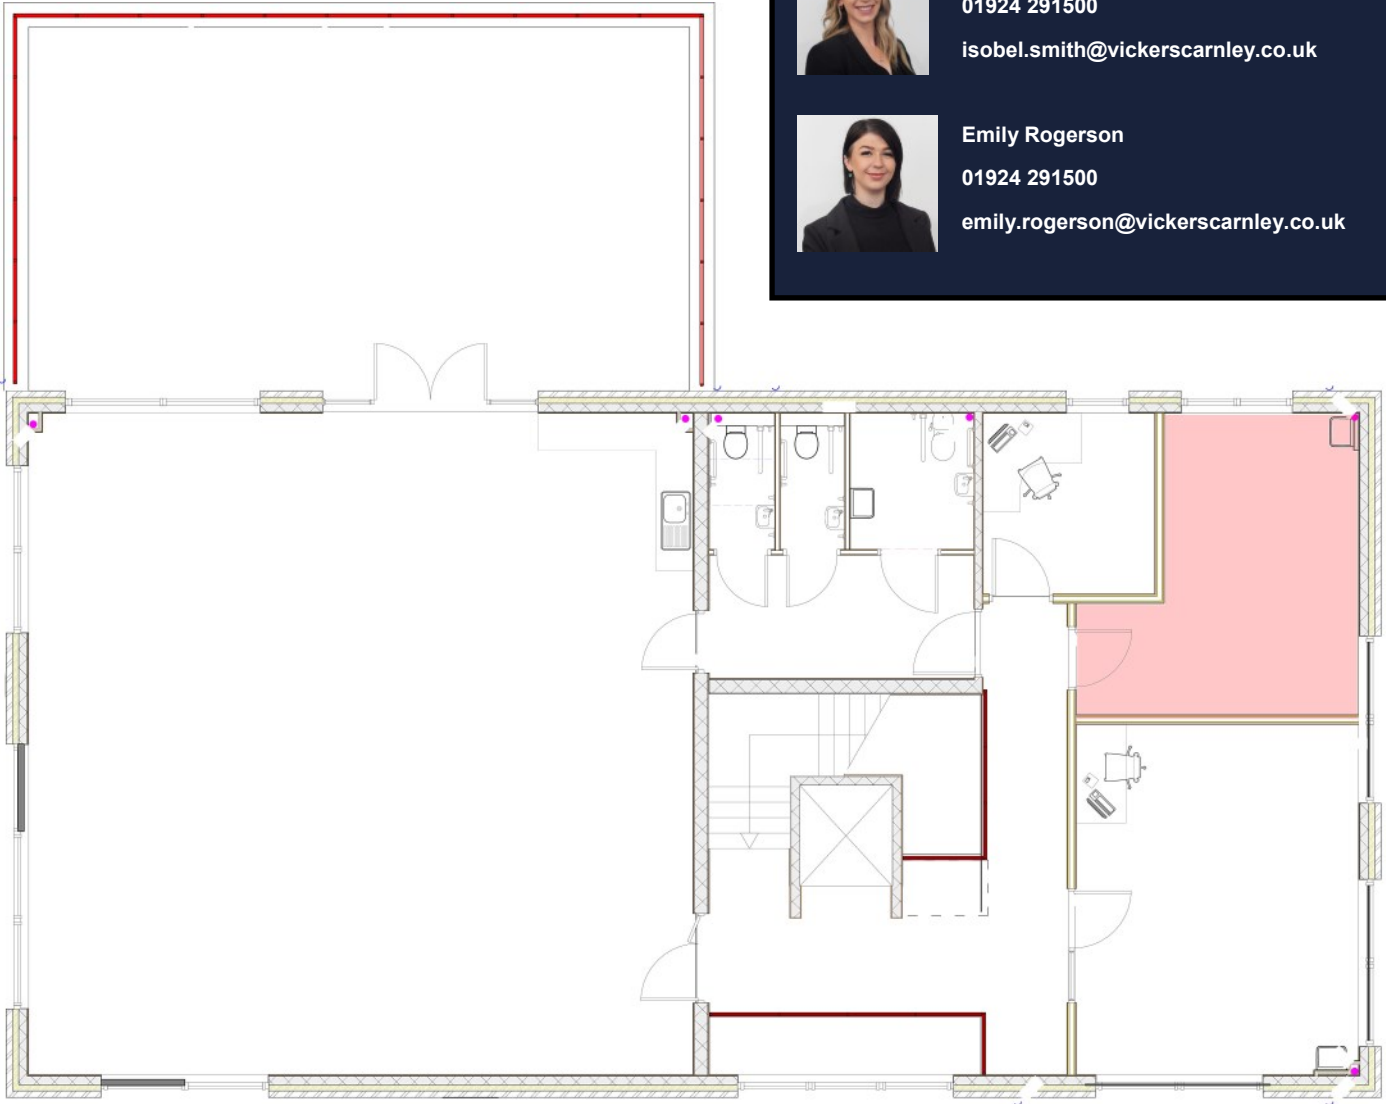 01924 291500
isobel.smith@vickerscarnley.co.uk
Emily Rogerson
01924 291500
emily.rogerson@vickerscarnley.co.uk